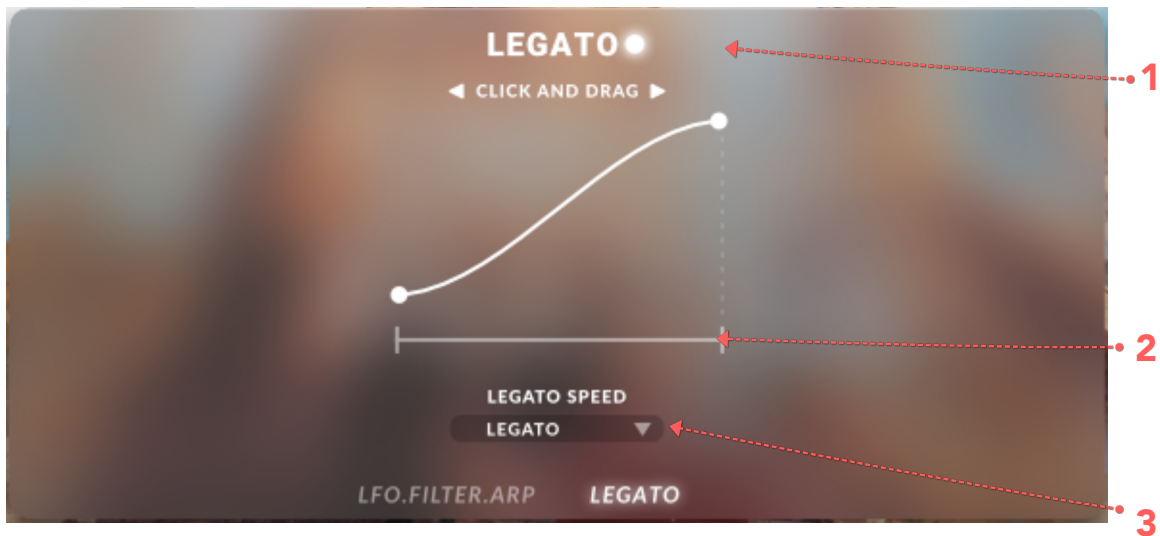 LEGATO
1
CLICK AND DRAG
2
LEGATO SPEED
LEGATO
LFO.FILTER.ARP LEGATO
3